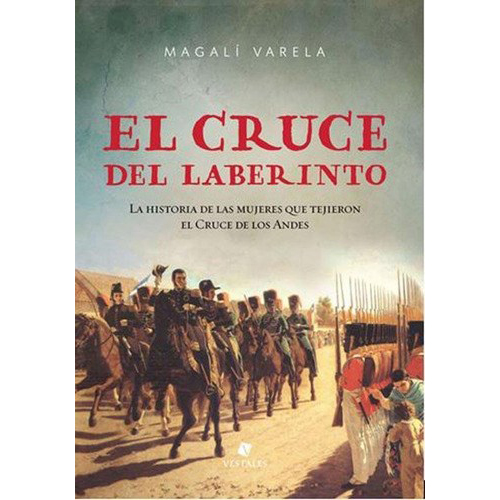 MAGALÍ VARELA
EL CRUCE
DEL LABERINTO
LA HISTORIA DE LAS MUJERES QUE TEJIERON
EL CRUCE DE LOS ANDES
V
VESTALES